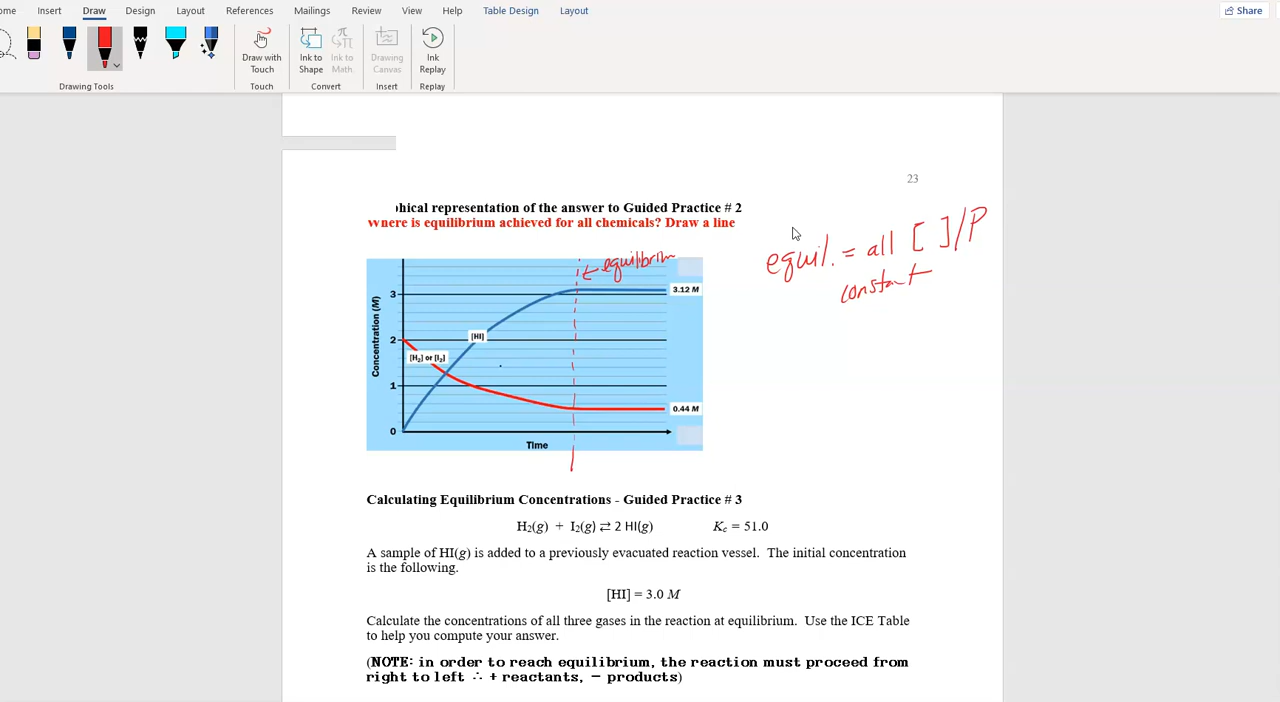 ome Insert Draw Design Layout References Mailings Review View Help Table Design Layout Share
Draw with Touch
Ink to Shape
Ink to Math
Drawing Canvas
Ink Replay
Drawing Tools Touch Convert Insert Replay
23
hical representation of the answer to Guided Practice # 2
Where is equilibrium achieved for all chemicals? Draw a line
equil. = all [ ]/P
constant
equilibrium
Concentration (M)
3
2
1
0
[HI]
[H₂] or [I₂]
3.12 M
0.44 M
Time
Calculating Equilibrium Concentrations - Guided Practice # 3
H₂(g) + I₂(g) ⇄ 2 HI(g) Kc = 51.0
A sample of HI(g) is added to a previously evacuated reaction vessel. The initial concentration
is the following.
[HI] = 3.0 M
Calculate the concentrations of all three gases in the reaction at equilibrium. Use the ICE Table
to help you compute your answer.
(NOTE: in order to reach equilibrium, the reaction must proceed from
right to left ∴ + reactants, − products)